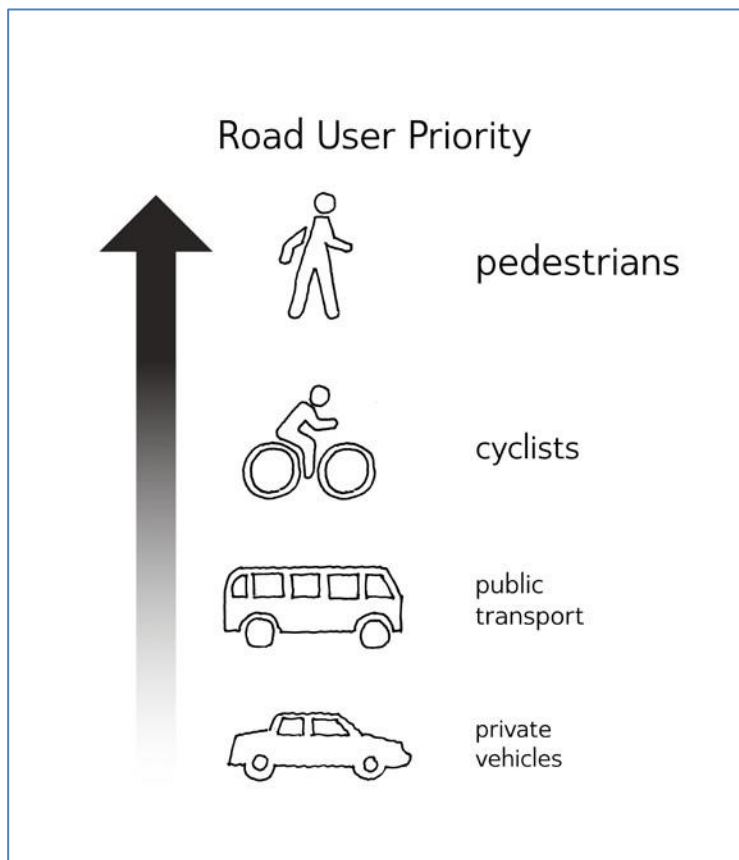 Road User Priority
pedestrians
cyclists
public
transport
private
vehicles